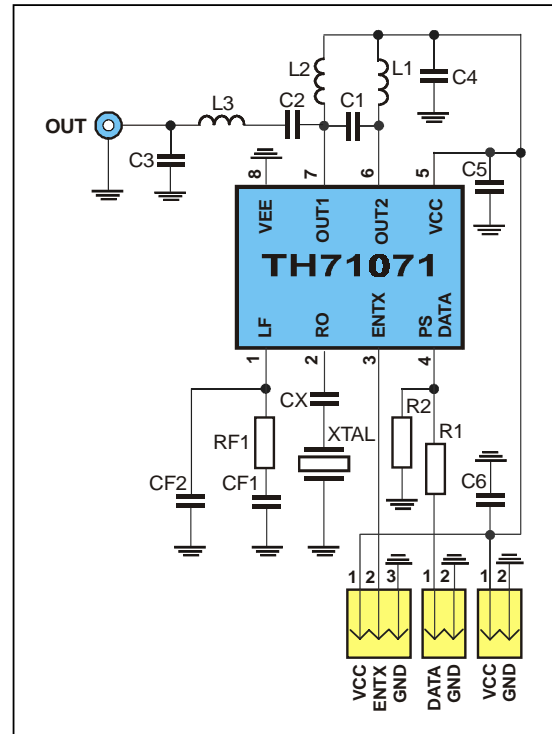 L2
L1
C4
L3
C2
C1
OUT
C3
C5
8
7
6
5
VEE
OUT1
OUT2
VCC
TH71071
LF
RO
ENTX
PS
DATA
1
2
3
4
CX
R2
R1
RF1
XTAL
CF2
CF1
C6
1 2 3
1 2
1 2
VCC
ENTX
GND
DATA
GND
VCC
GND